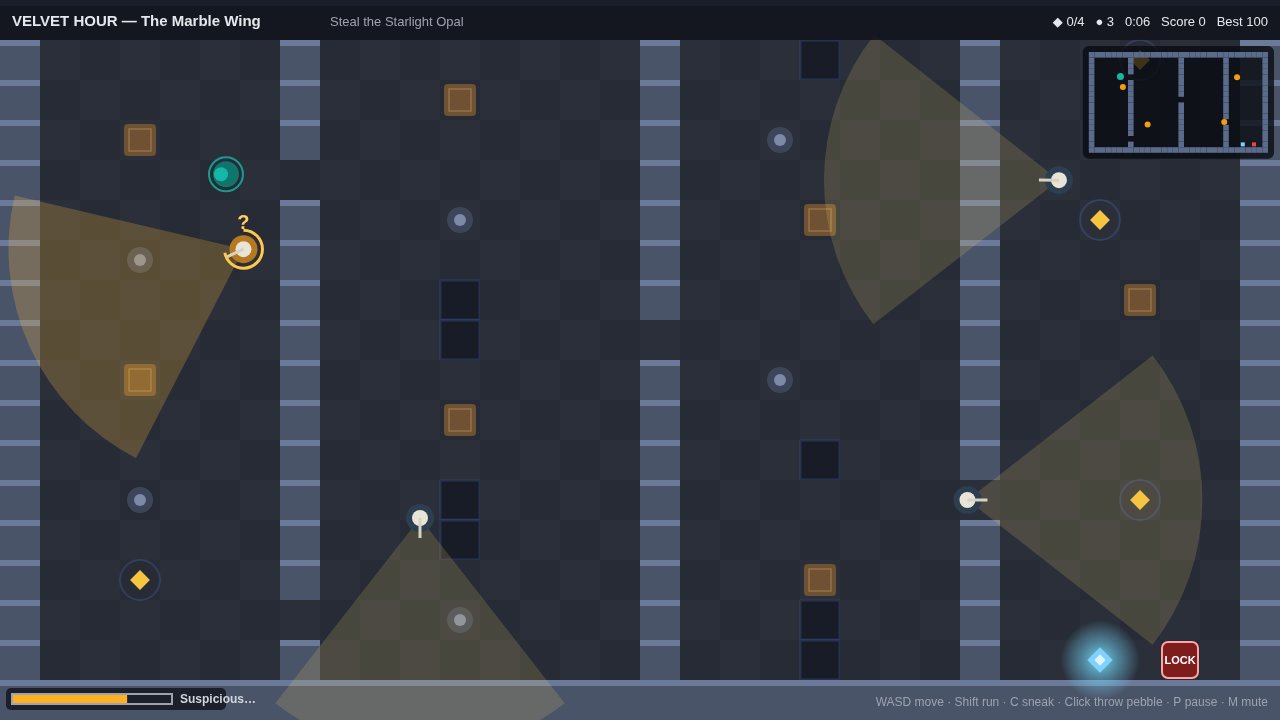 VELVET HOUR — The Marble Wing
Steal the Starlight Opal
◆ 0/4 ● 3 0:06 Score 0 Best 100
?
LOCK
Suspicious…
WASD move · Shift run · C sneak · Click throw pebble · P pause · M mute